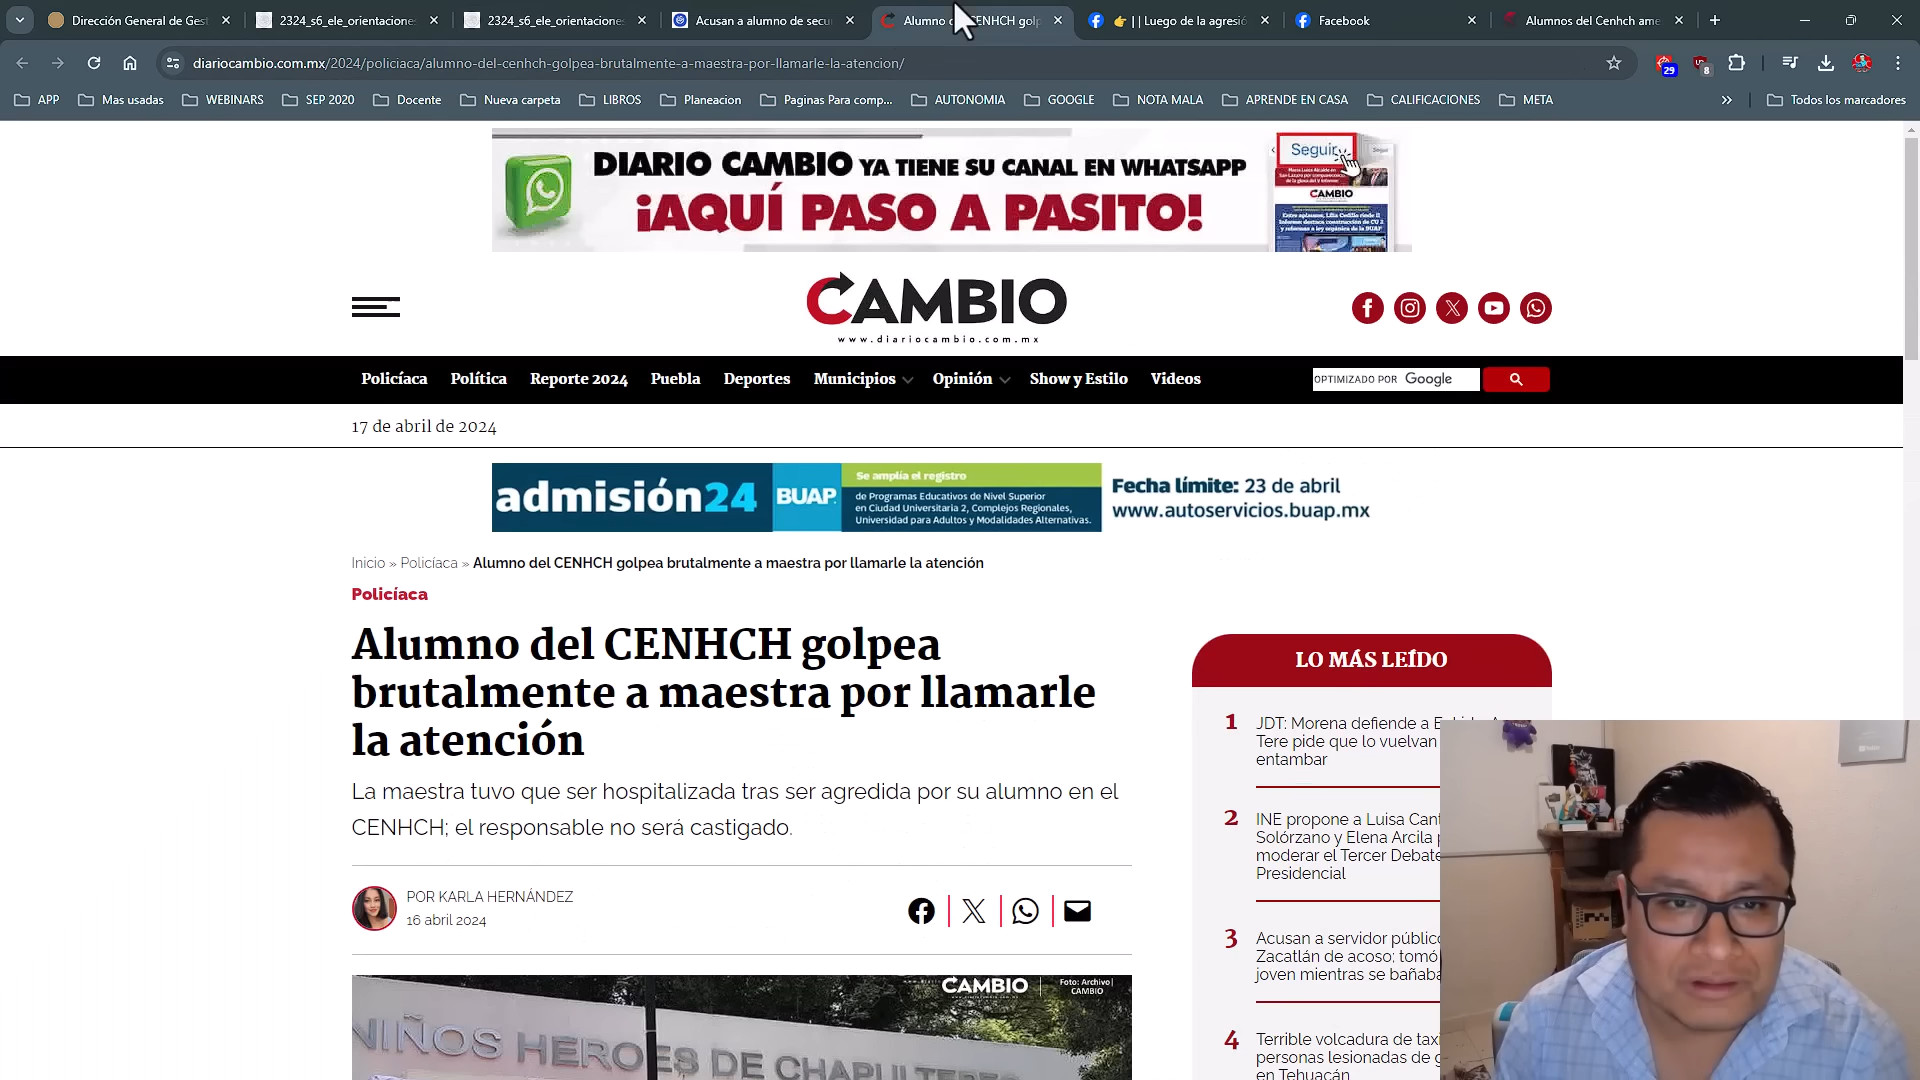 Dirección General de Gest
2324_s6_ele_orientacione
2324_s6_ele_orientacione
Acusan a alumno de secu
Alumno CENHCH golp
| | Luego de la agresió
Facebook
Alumnos del Cenhch ame
diariocambio.com.mx/2024/policiaca/alumno-del-cenhch-golpea-brutalmente-a-maestra-por-llamarle-la-atencion/
29
8
APP
Mas usadas
WEBINARS
SEP 2020
Docente
Nueva carpeta
LIBROS
Planeacion
Paginas Para comp...
AUTONOMIA
GOOGLE
NOTA MALA
APRENDE EN CASA
CALIFICACIONES
META
Todos los marcadores
DIARIO CAMBIO YA TIENE SU CANAL EN WHATSAPP
¡AQUÍ PASO A PASITO!
Seguir
CAMBIO
CAMBIO
www.diariocambio.com.mx
Policíaca
Política
Reporte 2024
Puebla
Deportes
Municipios
Opinión
Show y Estilo
Videos
OPTIMIZADO POR Google
17 de abril de 2024
admisión24
BUAP
Se amplía el registro
de Programas Educativos de Nivel Superior
en Ciudad Universitaria 2, Complejos Regionales,
Universidad para Adultos y Modalidades Alternativas.
Fecha límite: 23 de abril
www.autoservicios.buap.mx
Inicio » Policíaca » Alumno del CENHCH golpea brutalmente a maestra por llamarle la atención
Policíaca
Alumno del CENHCH golpea
brutalmente a maestra por llamarle
la atención
La maestra tuvo que ser hospitalizada tras ser agredida por su alumno en el
CENHCH; el responsable no será castigado.
POR KARLA HERNÁNDEZ
16 abril 2024
CAMBIO
Foto: Archivo|
CAMBIO
NIÑOS HEROES DE CHAPULTEPEC
LO MÁS LEÍDO
1
JDT: Morena defiende a
Tere pide que lo vuelvan
entambar
2
INE propone a Luisa Cant
Solórzano y Elena Arcila
moderar el Tercer Debate
Presidencial
3
Acusan a servidor público
Zacatlán de acoso; tomó
joven mientras se bañaba
4
Terrible volcadura de taxi
personas lesionadas de g
en Tehuacán